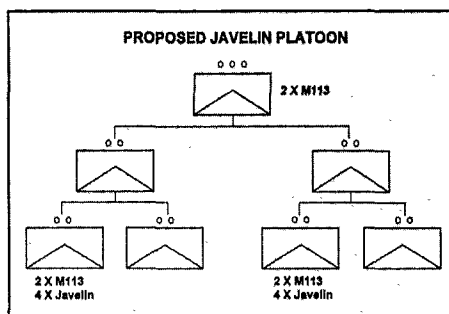 PROPOSED JAVELIN PLATOON
2 X M113
2 X M113
4 X Javelin
2 X M113
4 X Javelin